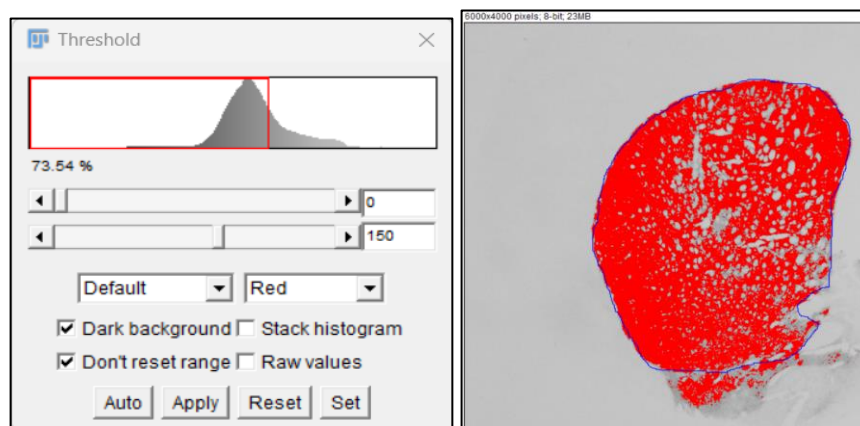 Threshold
73.54 %
0
150
Default Red
Dark background Stack histogram
Don't reset range Raw values
Auto Apply Reset Set
6000x4000 pixels; 8-bit; 23MB